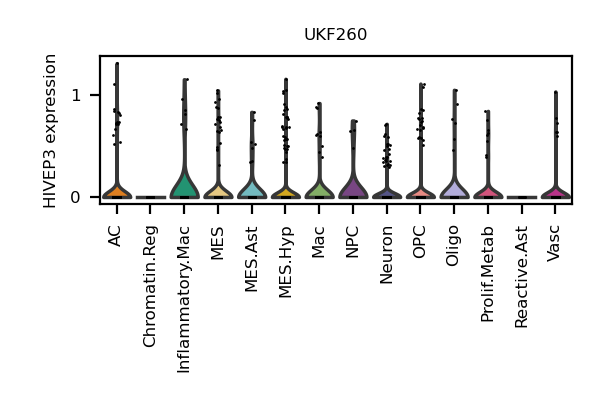 UKF260
HIVEP3 expression
1
0
AC
Chromatin.Reg
Inflammatory.Mac
MES
MES.Ast
MES.Hyp
Mac
NPC
Neuron
OPC
Oligo
Prolif.Metab
Reactive.Ast
Vasc